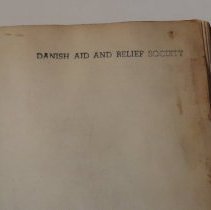 DANISH AID AND RELIEF SOCIETY